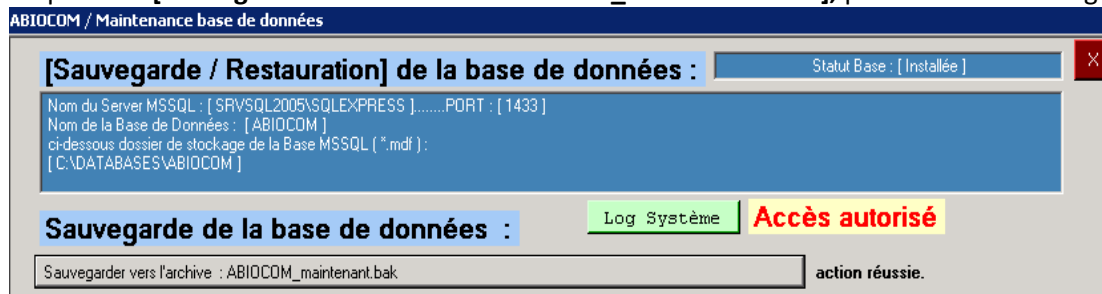 ABIOCOM / Maintenance base de données
[Sauvegarde / Restauration] de la base de données :
Statut Base : [ Installée ]
X
Nom du Server MSSQL : [ SRVSQL2005\SQLEXPRESS ].......PORT : [ 1433 ]
Nom de la Base de Données : [ ABIOCOM ]
ci-dessous dossier de stockage de la Base MSSQL ( *.mdf ) :
[ C:\DATABASES\ABIOCOM ]
Log Système
Accès autorisé
Sauvegarde de la base de données :
Sauvegarder vers l'archive : ABIOCOM_maintenant.bak
action réussie.